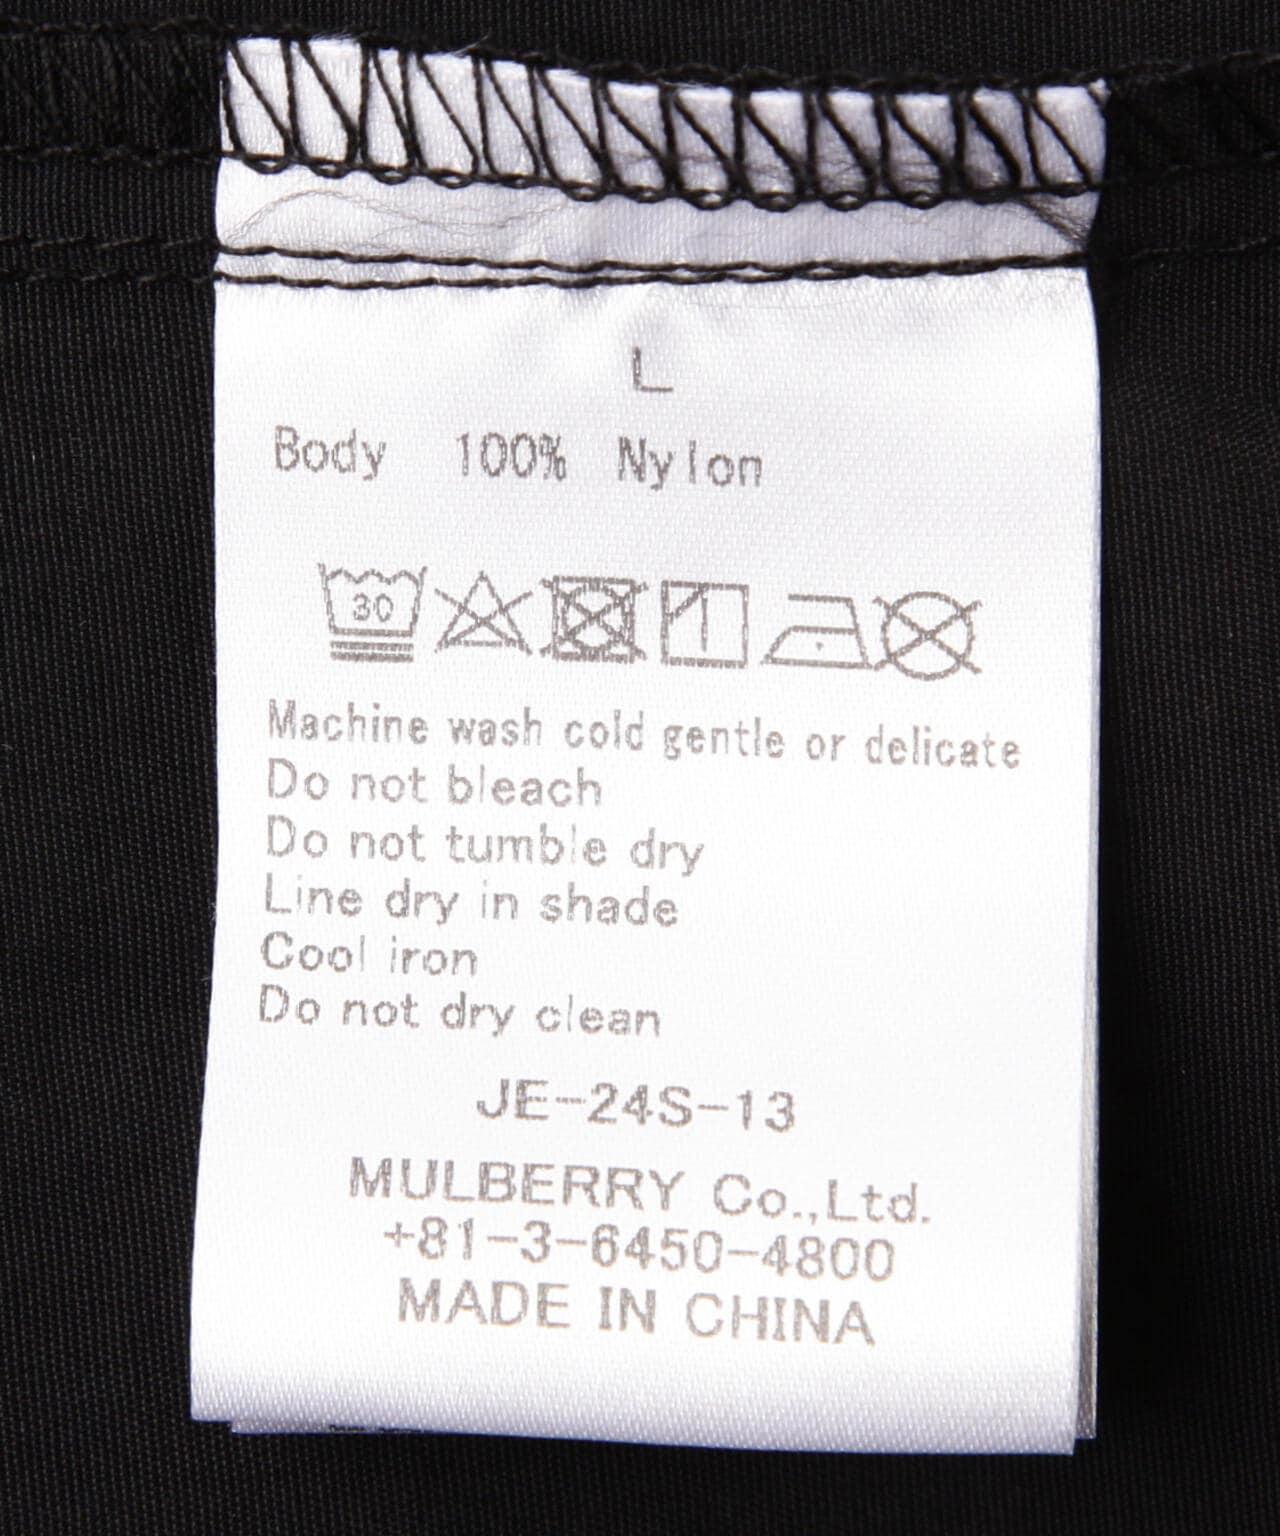 L
Body 100% Nylon
30
Machine wash cold gentle or delicate
Do not bleach
Do not tumble dry
Line dry in shade
Cool iron
Do not dry clean
JE-24S-13
MULBERRY Co.,Ltd.
+81-3-6450-4800
MADE IN CHINA